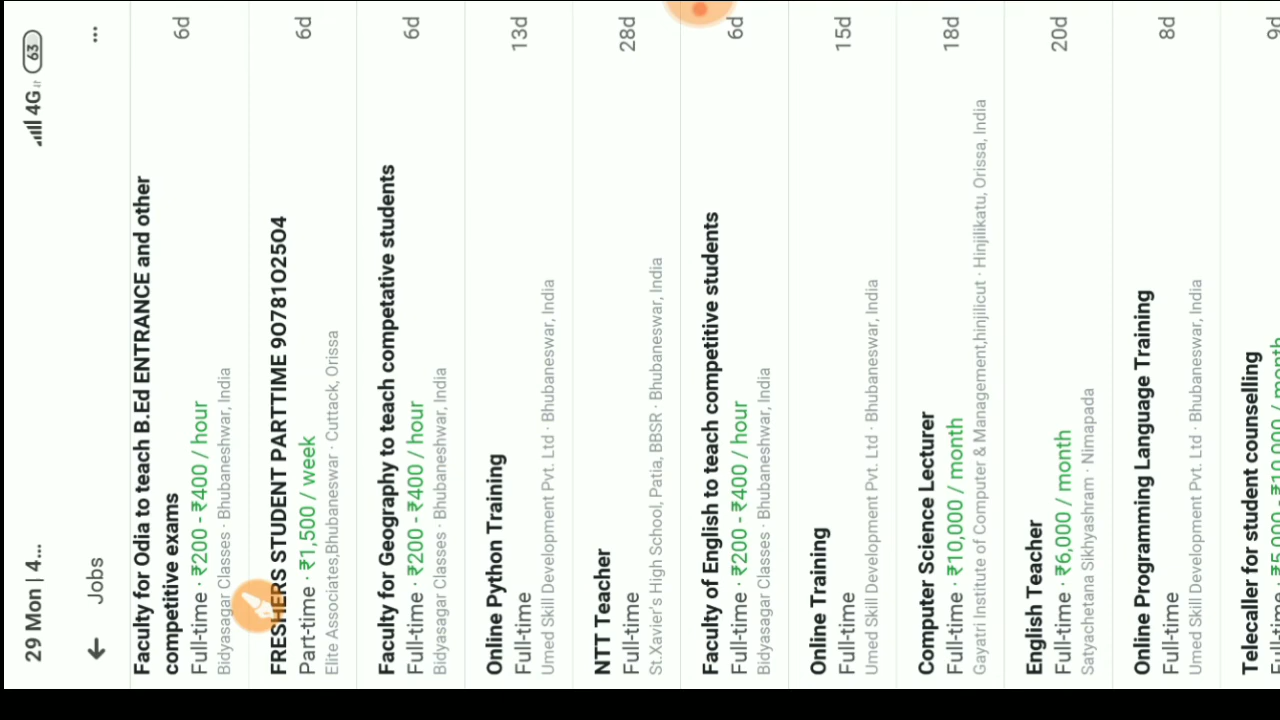 29 Mon | 4...
4G 63
Jobs
...
Faculty for Odia to teach B.Ed ENTRANCE and other
competitive exams
6d
Full-time · ₹200 - ₹400 / hour
Bidyasagar Classes · Bhubaneshwar, India
FRESHERS STUDENT PARTTIME 9078102504
6d
Part-time · ₹1,500 / week
Elite Associates,Bhubaneswar · Cuttack, Orissa
Faculty for Geography to teach competative students
6d
Full-time · ₹200 - ₹400 / hour
Bidyasagar Classes · Bhubaneshwar, India
Online Python Training
13d
Full-time
Umed Skill Development Pvt. Ltd · Bhubaneswar, India
NTT Teacher
28d
Full-time
St.Xavier's High School, Patia, BBSR · Bhubaneswar, India
Faculty of English to teach competitive students
6d
Full-time · ₹200 - ₹400 / hour
Bidyasagar Classes · Bhubaneshwar, India
Online Training
15d
Full-time
Umed Skill Development Pvt. Ltd · Bhubaneswar, India
Computer Science Lecturer
18d
Full-time · ₹10,000 / month
Gayatri Institute of Computer & Management,hinjilicut · Hinjilikatu, Orissa, India
English Teacher
20d
Full-time · ₹6,000 / month
Satyachetana Sikhyashram · Nimapada
Online Programming Language Training
8d
Full-time
Umed Skill Development Pvt. Ltd · Bhubaneswar, India
Telecaller for student counselling
9d
Full-time · ₹5,000 - ₹10,000 / month